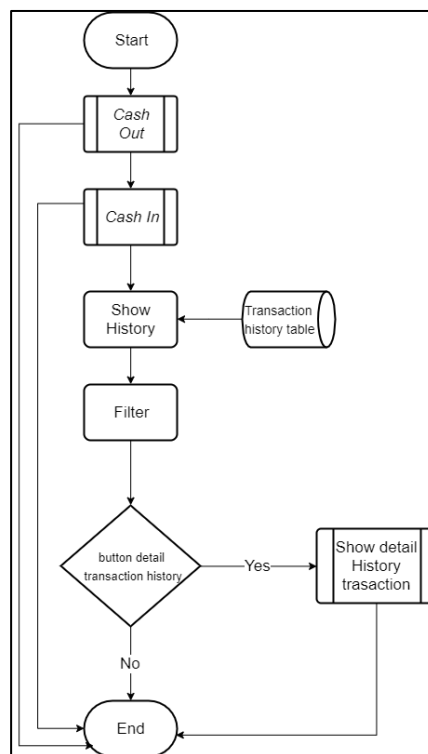 Start
Cash
Out
Cash In
Show
History
Transaction
history table
Filter
button detail
transaction history
Yes
Show detail
History
trasaction
No
End